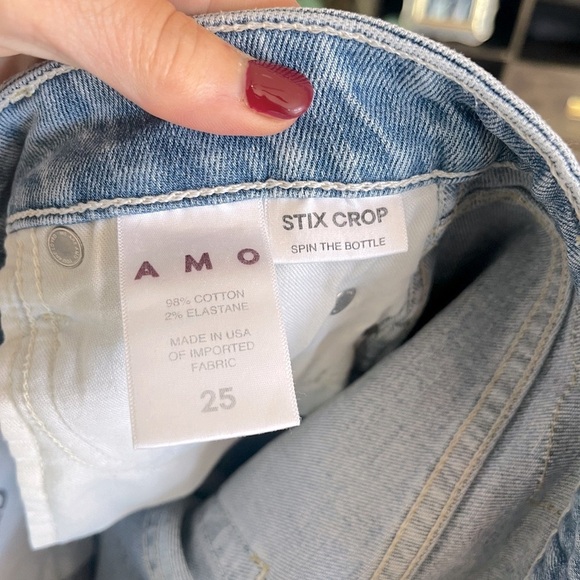 AMO
98% COTTON
2% ELASTANE
MADE IN USA
OF IMPORTED
FABRIC
25
STIX CROP
SPIN THE BOTTLE